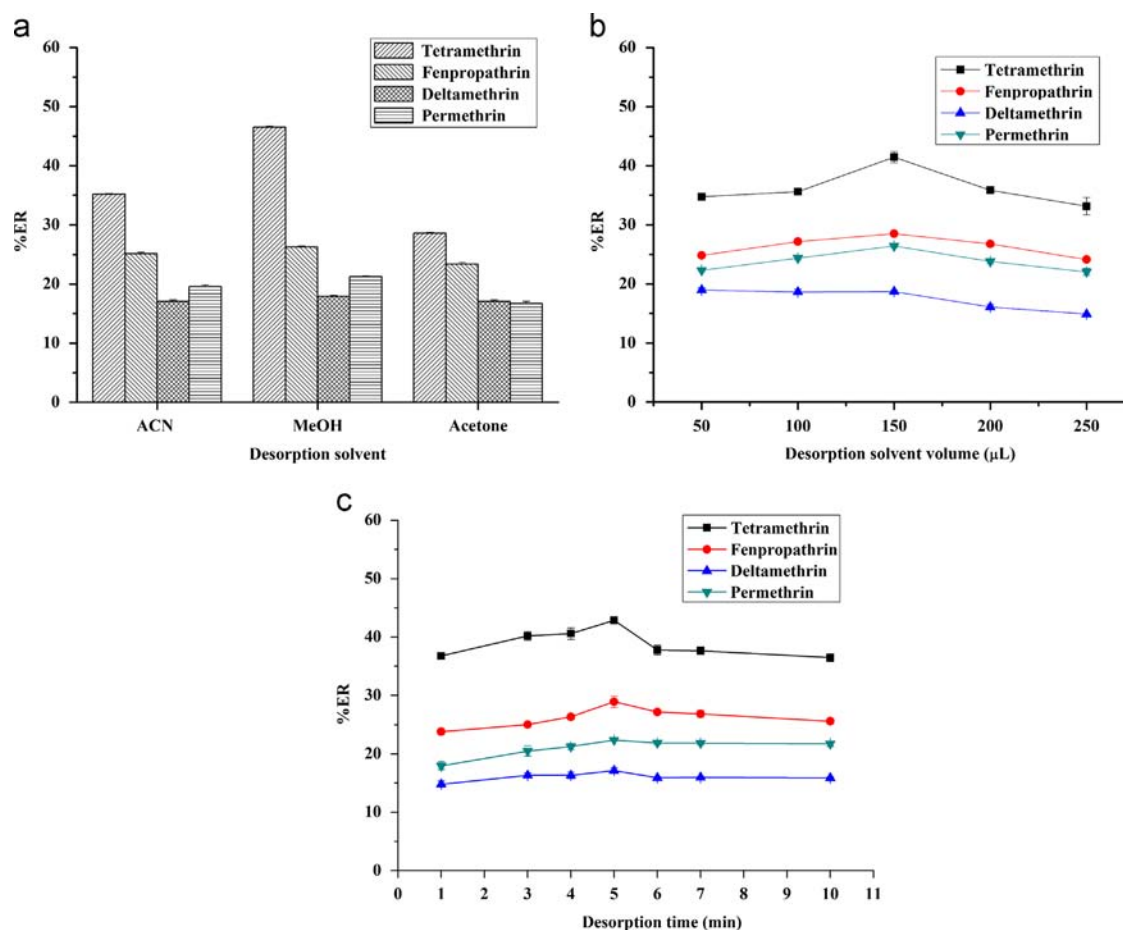 a
60
50
40
30
20
10
0
%ER
Tetramethrin
Fenpropathrin
Deltamethrin
Permethrin
ACN MeOH Acetone
Desorption solvent
b
60
50
40
30
20
10
0
%ER
Tetramethrin
Fenpropathrin
Deltamethrin
Permethrin
50 100 150 200 250
Desorption solvent volume (µL)
c
60
50
40
30
20
10
0
%ER
Tetramethrin
Fenpropathrin
Deltamethrin
Permethrin
0 1 2 3 4 5 6 7 8 9 10 11
Desorption time (min)